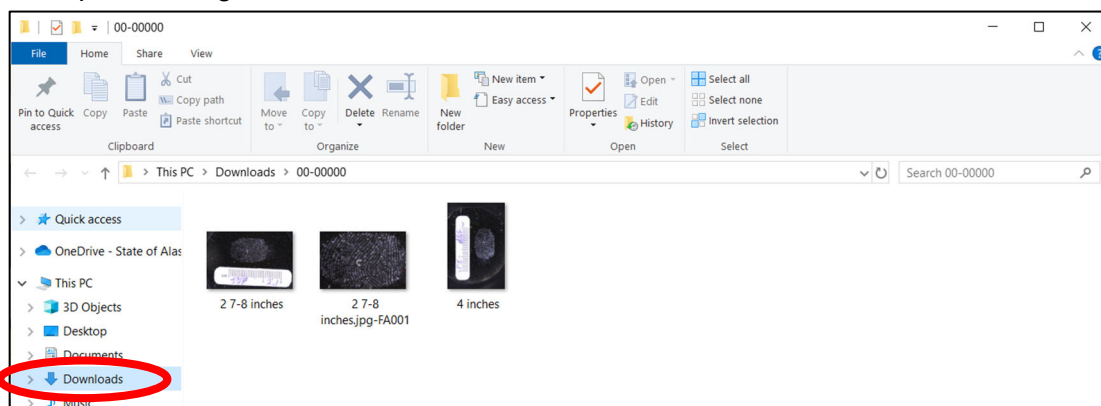 00-00000
File Home Share View
Pin to Quick access
Copy
Paste
Cut
Copy path
Paste shortcut
Clipboard
Move to
Copy to
Delete
Rename
Organize
New folder
New item
Easy access
New
Properties
Open
Edit
History
Open
Select all
Select none
Invert selection
Select
This PC > Downloads > 00-00000
Search 00-00000
Quick access
OneDrive - State of Alas
This PC
3D Objects
Desktop
Documents
Downloads
Music
2 7-8 inches
2 7-8
inches.jpg-FA001
4 inches